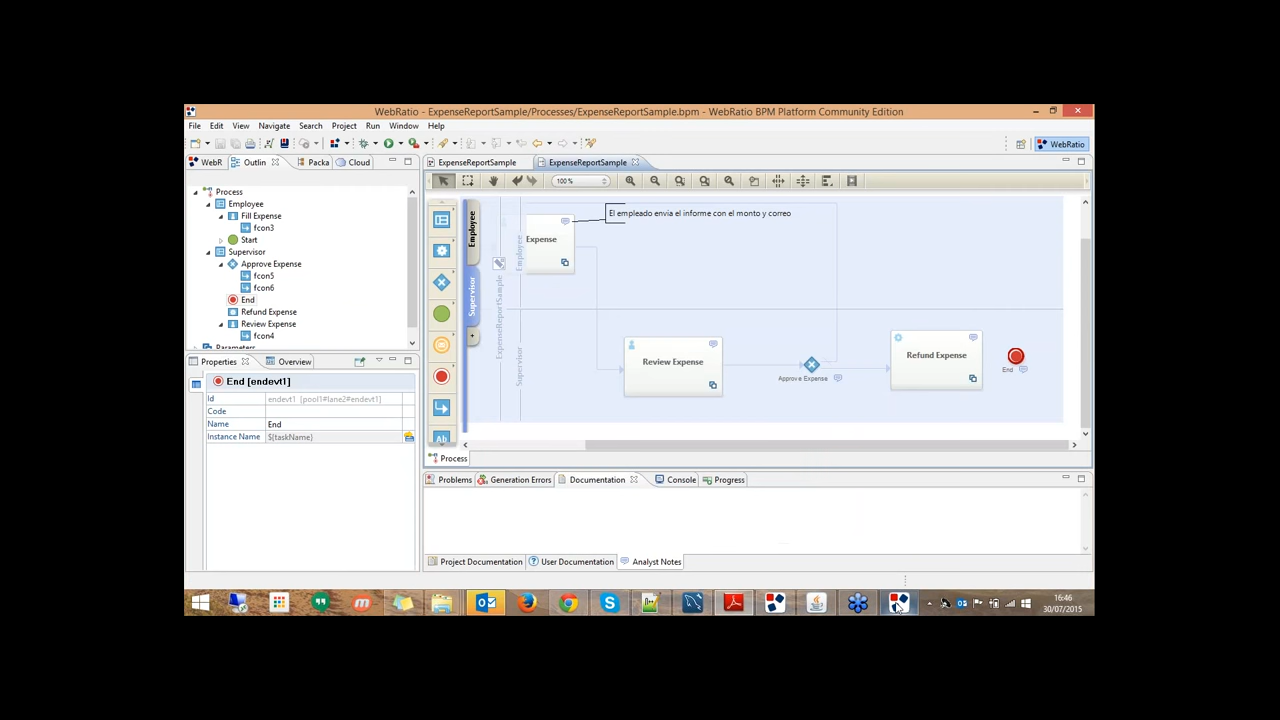 WebRatio - ExpenseReportSample/Processes/ExpenseReportSample.bpm - WebRatio BPM Platform Community Edition
File Edit View Navigate Search Project Run Window Help
WebRatio
WebR Outlin Packa Cloud
ExpenseReportSample ExpenseReportSample
100%
Process
Employee
Fill Expense
fcon3
Start
Supervisor
Approve Expense
fcon5
fcon6
End
Refund Expense
Review Expense
fcon4
Parameters
Employee
Supervisor
+
Ab
ExpenseReportSample
Employee
Supervisor
El empleado envia el informe con el monto y correo
Expense
Review Expense
Approve Expense
Refund Expense
End
Process
Properties Overview
End [endevt1]
Id endevt1 [pool1#lane2#endevt1]
Code
Name End
Instance Name $(taskName)
Problems Generation Errors Documentation Console Progress
Project Documentation User Documentation Analyst Notes
16:46
30/07/2015